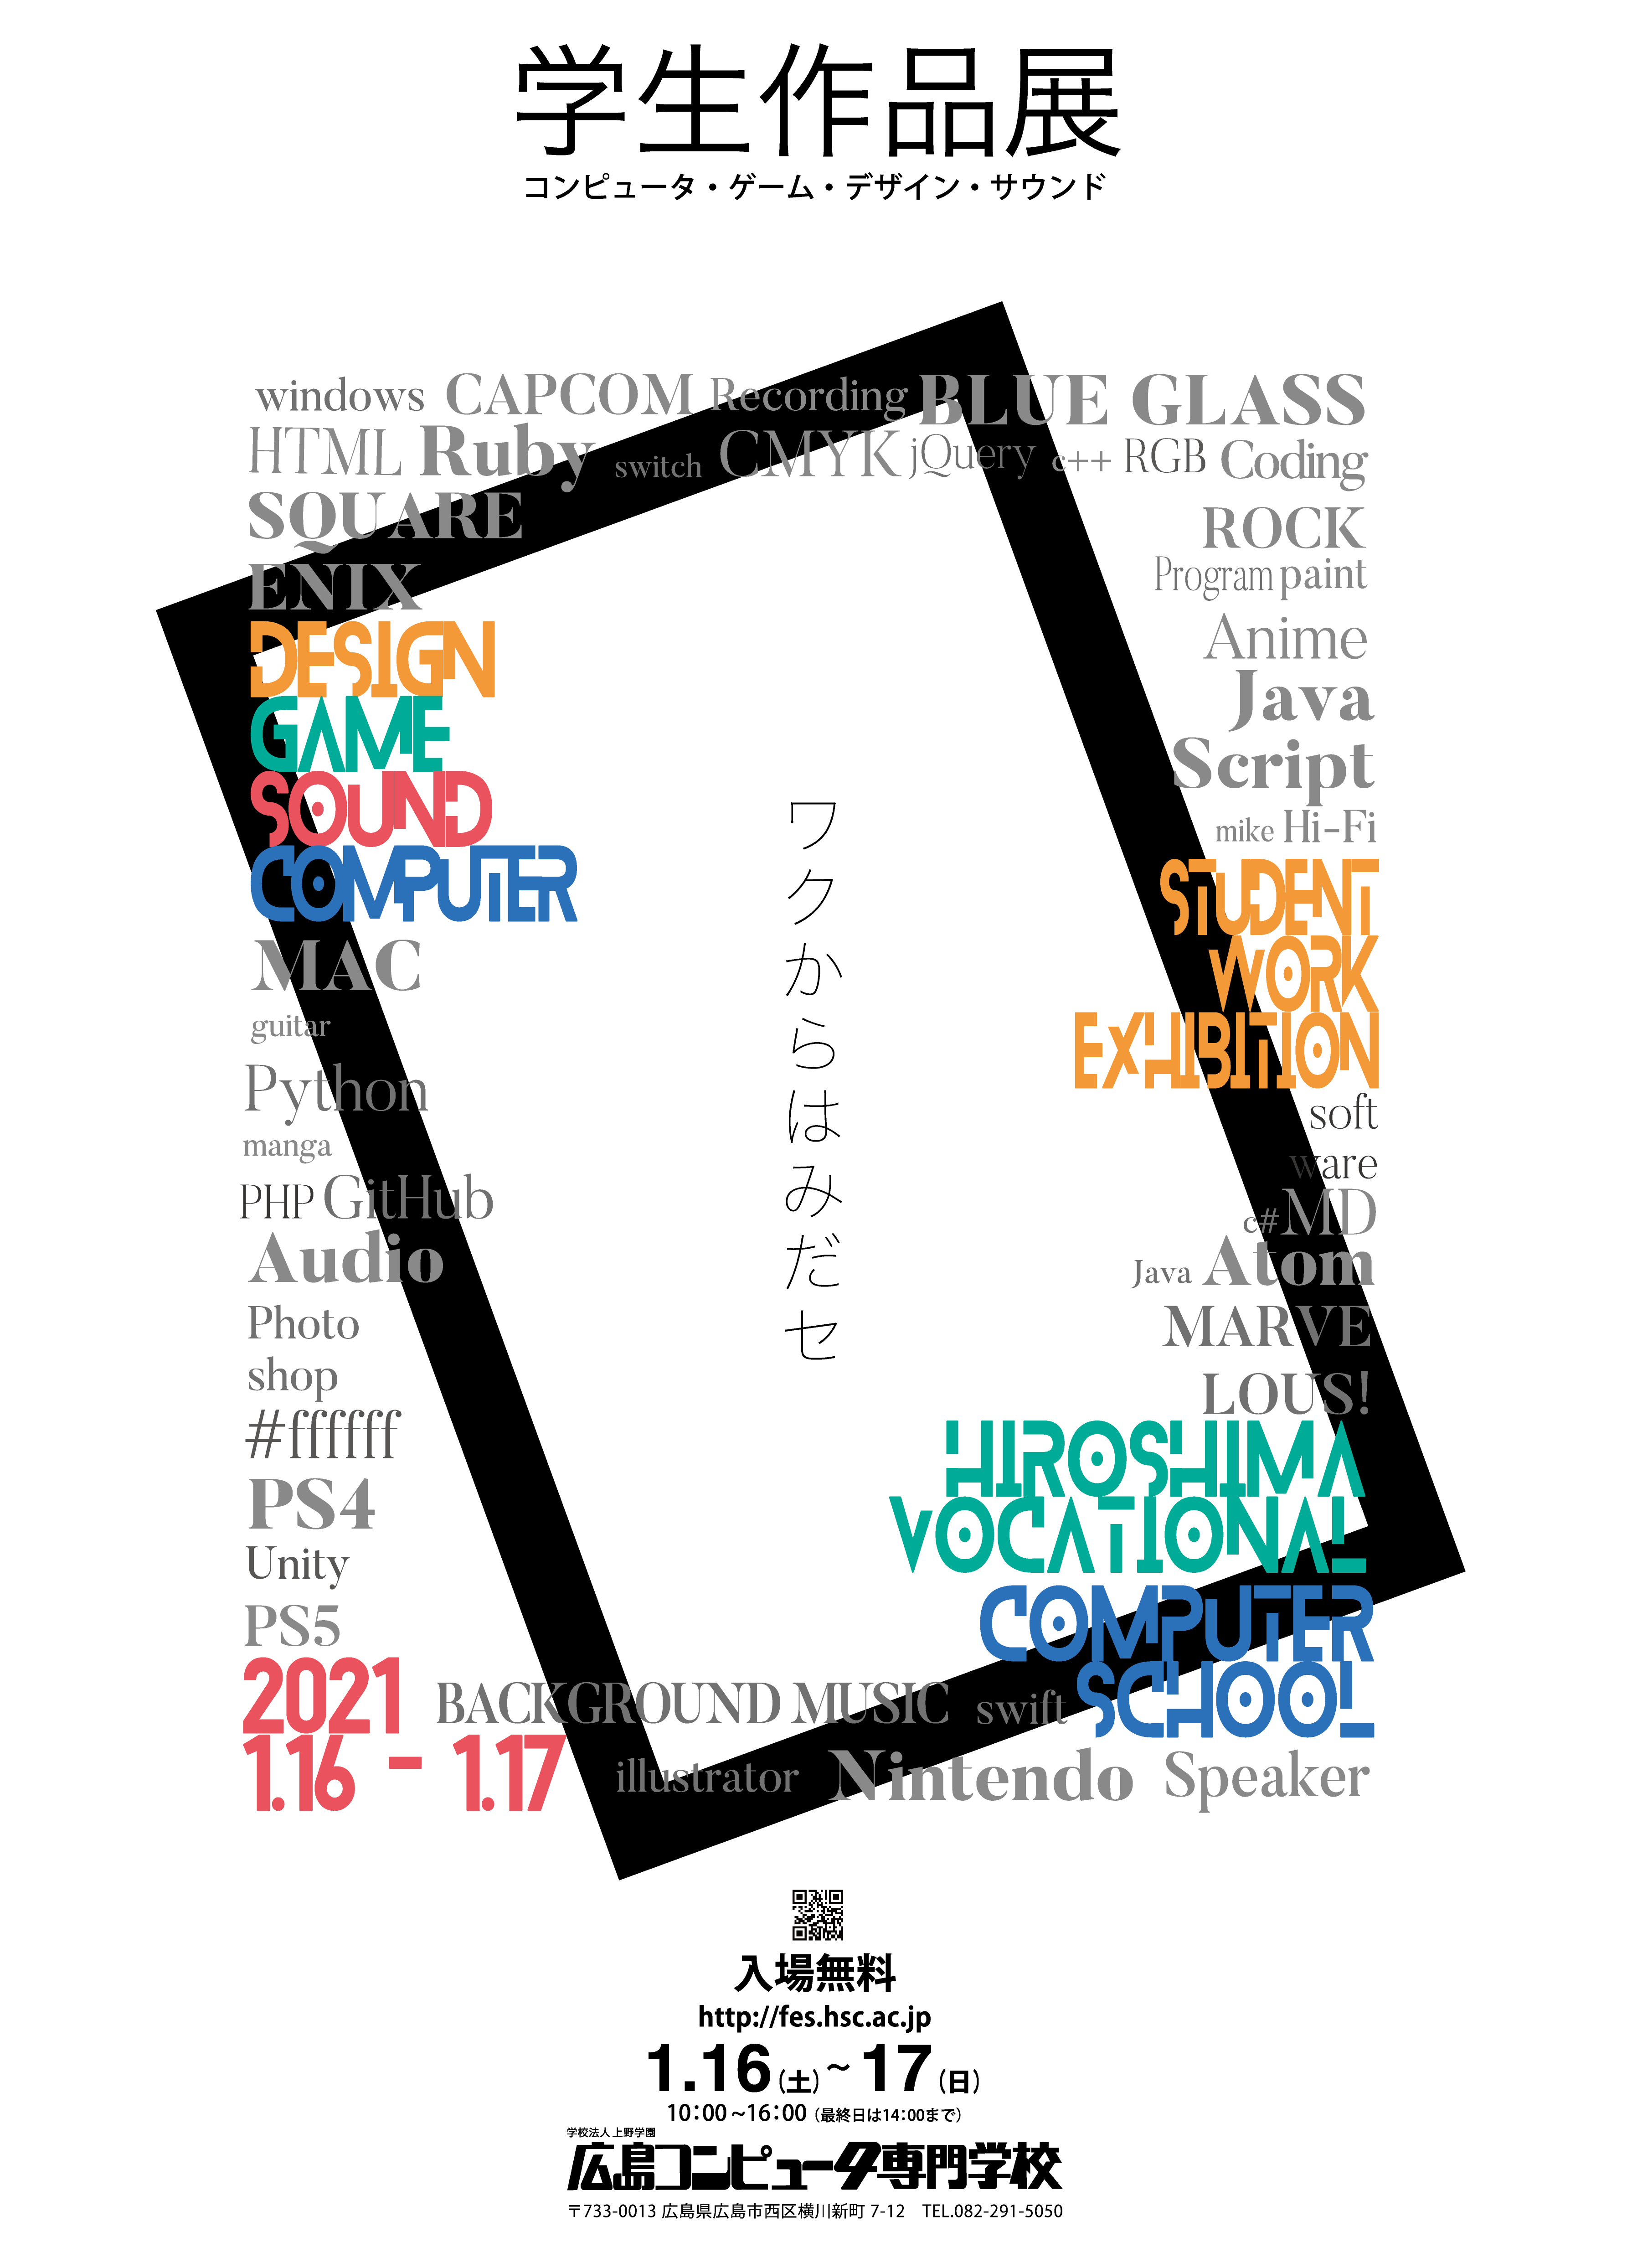 学生作品展
コンピュータ・ゲーム・デザイン・サウンド
windows CAPCOM Recording BLUE GLASS
HTML Ruby switch CMYK jQuery c++ RGB Coding
SQUARE
ENIX
ROCK
Program paint
Anime
Java
Script
mike Hi-Fi
DESIGN
GAME
SOUND
COMPUTER
ワクからはみだセ
STUDENT
WORK
EXHIBITION
MAC
guitar
Python
manga
PHP GitHub
Audio
Photo
shop
#ffffff
PS4
Unity
PS5
soft
ware
c# MD
Java Atom
MARVE
LOUS!
HIROSHIMA
VOCATIONAL
COMPUTER
SCHOOL
2021
1.16 - 1.17
BACKGROUND MUSIC swift
illustrator Nintendo Speaker
入場無料
http://fes.hsc.ac.jp
1.16(土)~17(日)
10:00~16:00(最終日は14:00まで)
学校法人上野学園
広島コンピュータ専門学校
〒733-0013 広島県広島市西区横川新町 7-12 TEL.082-291-5050